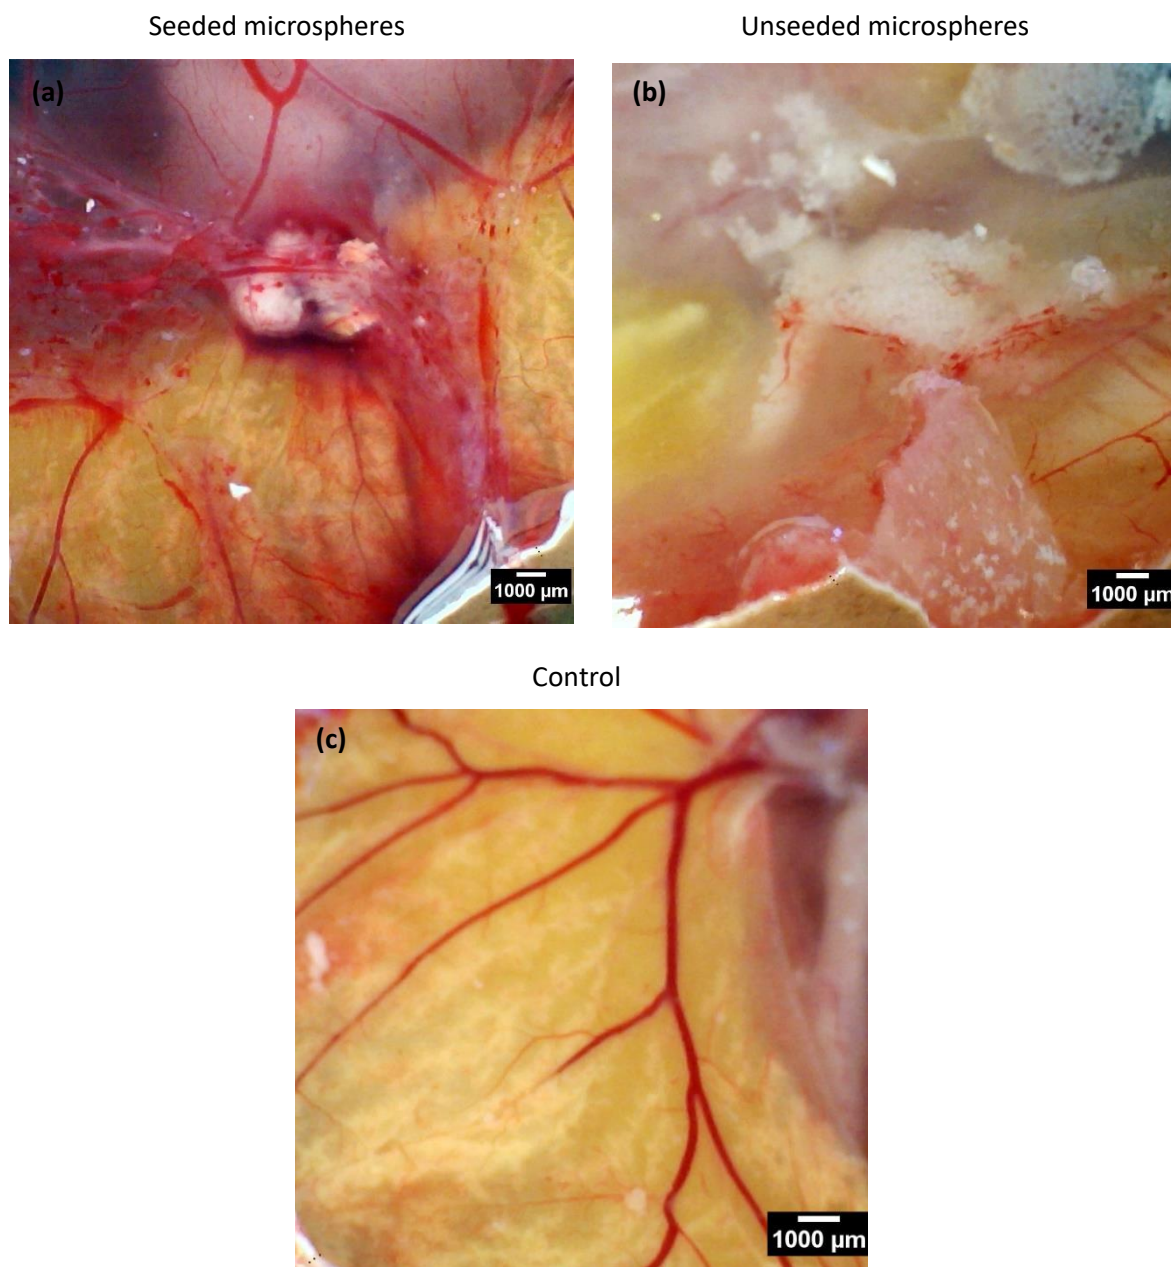 Seeded microspheres
Unseeded microspheres
(a)
(b)
1000 µm
1000 µm
Control
(c)
1000 µm